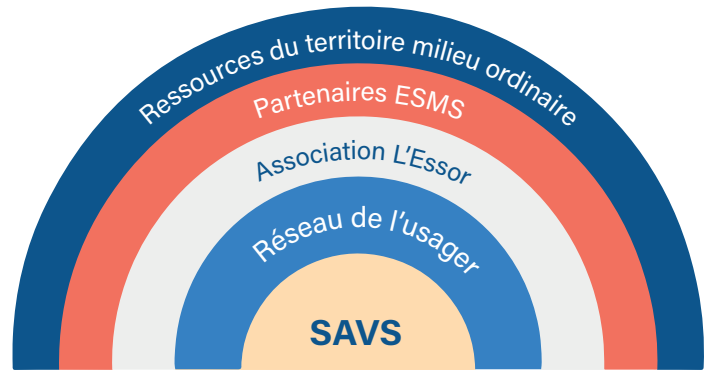 Ressources du territoire milieu ordinaire
Partenaires ESMS
Association L'Essor
Réseau de l'usager
SAVS